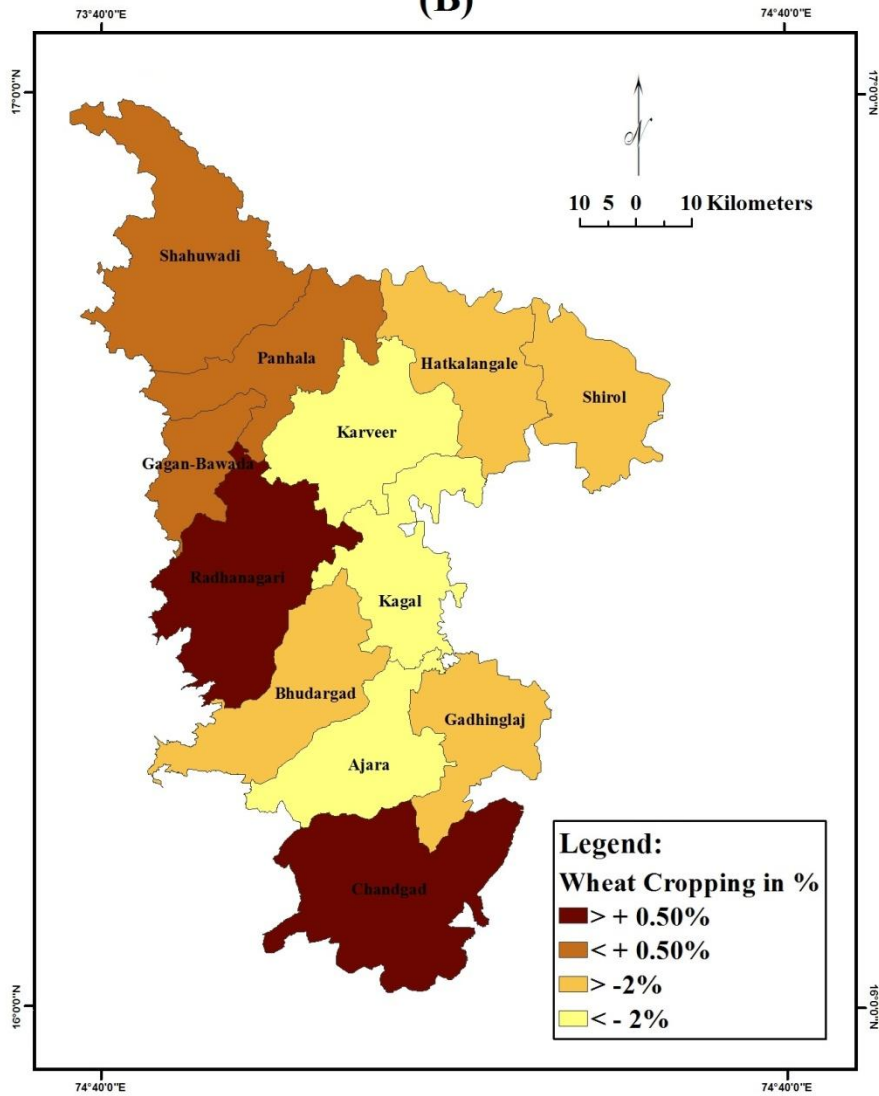 (B)
73°40'0"E
74°40'0"E
17°0'0"N
17°0'0"N
N
10 5 0 10 Kilometers
Shahuwadi
Panhala
Hatkalangale
Shirol
Karveer
Gagan-Bawada
Radhanagari
Kagal
Bhudargad
Gadhinglaj
Ajara
Chandgad
Legend:
Wheat Cropping in %
> + 0.50%
< + 0.50%
> -2%
< - 2%
16°0'0"N
16°0'0"N
74°40'0"E
74°40'0"E